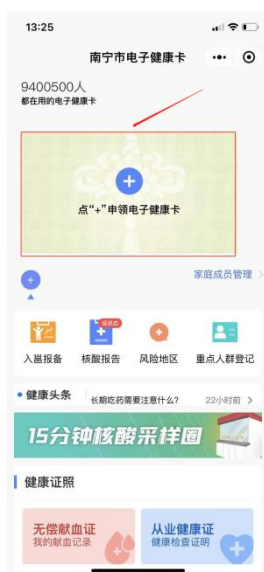 13:25
南宁市电子健康卡
9400500人
都在用的电子健康卡
点“+”申领电子健康卡
家庭成员管理
入邕报备 核酸报告 风险地区 重点人群登记
健康头条 长期吃药需要注意什么? 22小时前
15分钟核酸采样圈
健康证照
无偿献血证 从业健康证
我的献血记录 健康检查证明